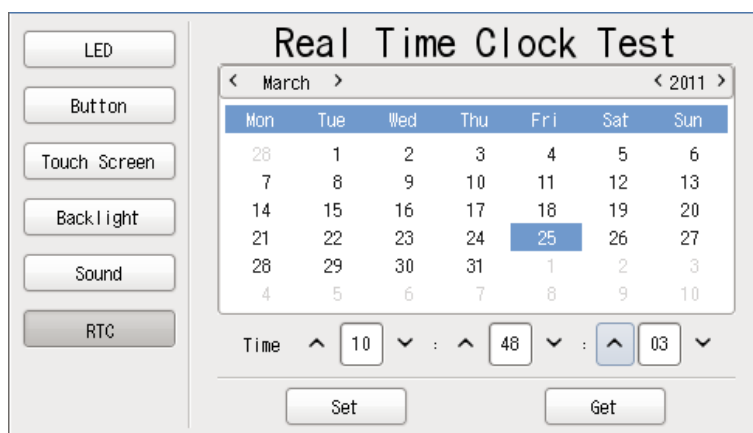 LED
Button
Touch Screen
Backlight
Sound
RTC
Real Time Clock Test
< March > < 2011 >
Mon Tue Wed Thu Fri Sat Sun
28 1 2 3 4 5 6
7 8 9 10 11 12 13
14 15 16 17 18 19 20
21 22 23 24 25 26 27
28 29 30 31 1 2 3
4 5 6 7 8 9 10
Time 10 : 48 : 03
Set Get